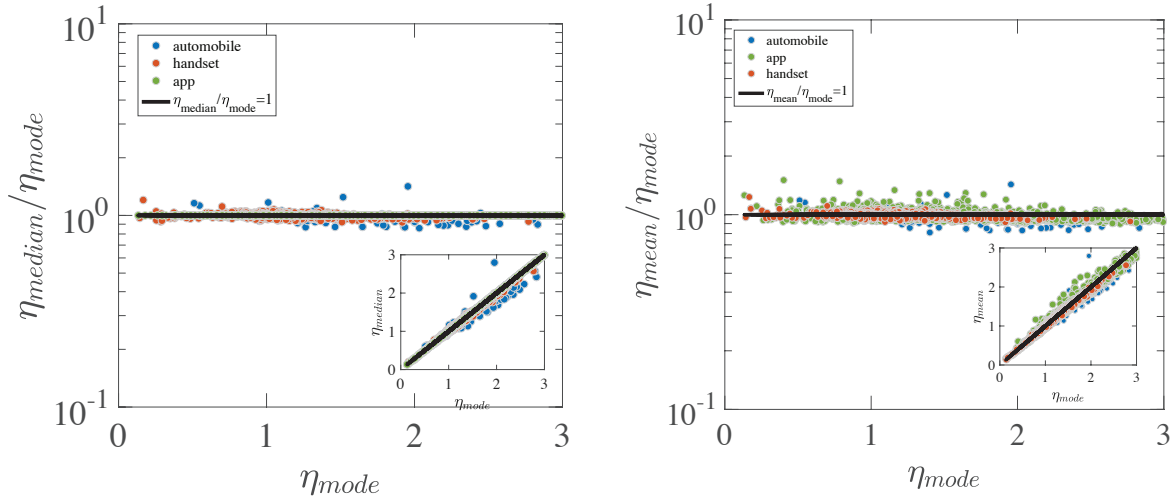 10^1
automobile
handset
app
η_median/η_mode=1
η_median/η_mode
10^0
3
2
η_median
1
0
0 1 2 3
η_mode
10^-1
0 1 2 3
η_mode
10^1
automobile
app
handset
η_mean/η_mode=1
η_mean/η_mode
10^0
3
2
η_mean
1
0
0 1 2 3
η_mode
10^-1
0 1 2 3
η_mode